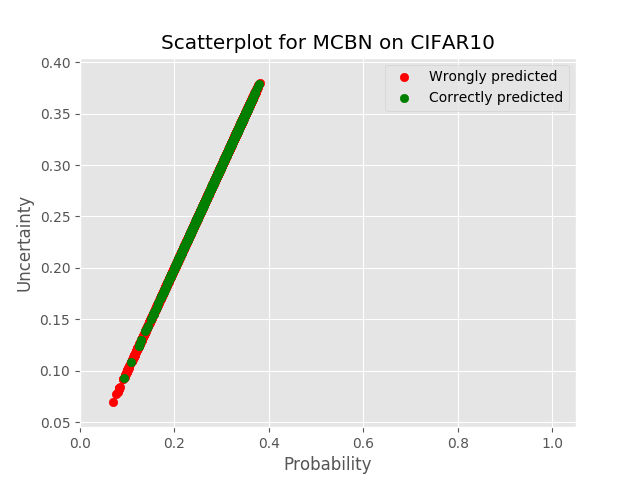 Scatterplot for MCBN on CIFAR10
Wrongly predicted
Correctly predicted
Uncertainty
0.40
0.35
0.30
0.25
0.20
0.15
0.10
0.05
0.0 0.2 0.4 0.6 0.8 1.0
Probability